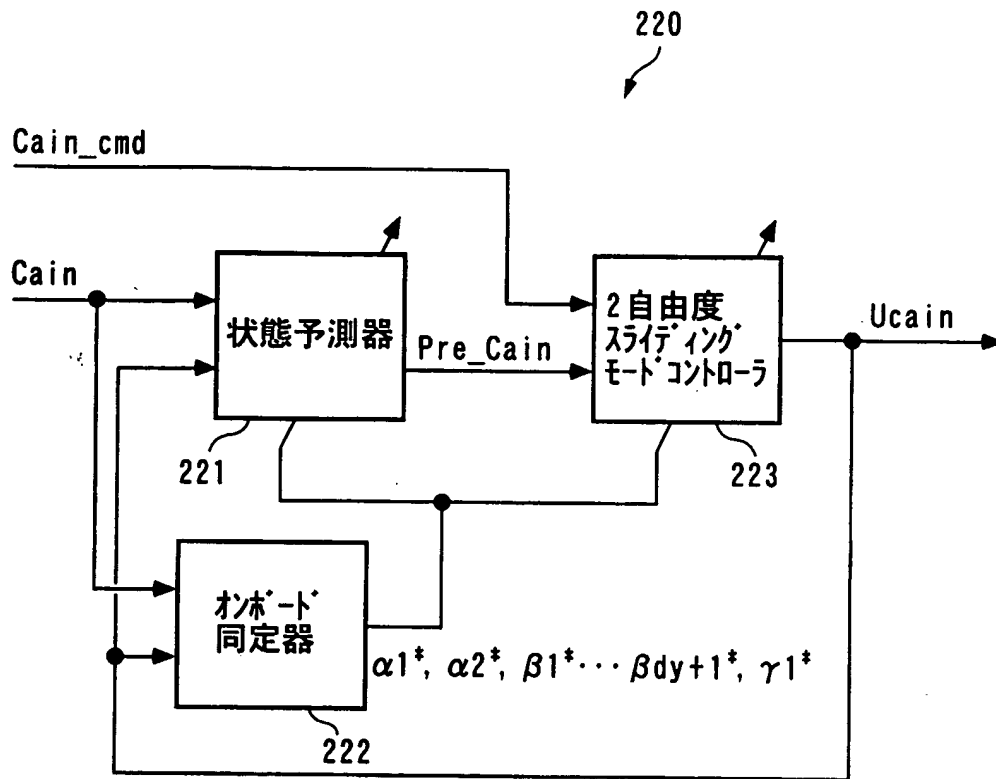 220
Cain_cmd
Cain
状態予測器
Pre_Cain
2自由度
スライディング
モードコントローラ
Ucain
221
223
オンボード
同定器
α1*, α2*, β1*···βdy+1*, γ1*
222